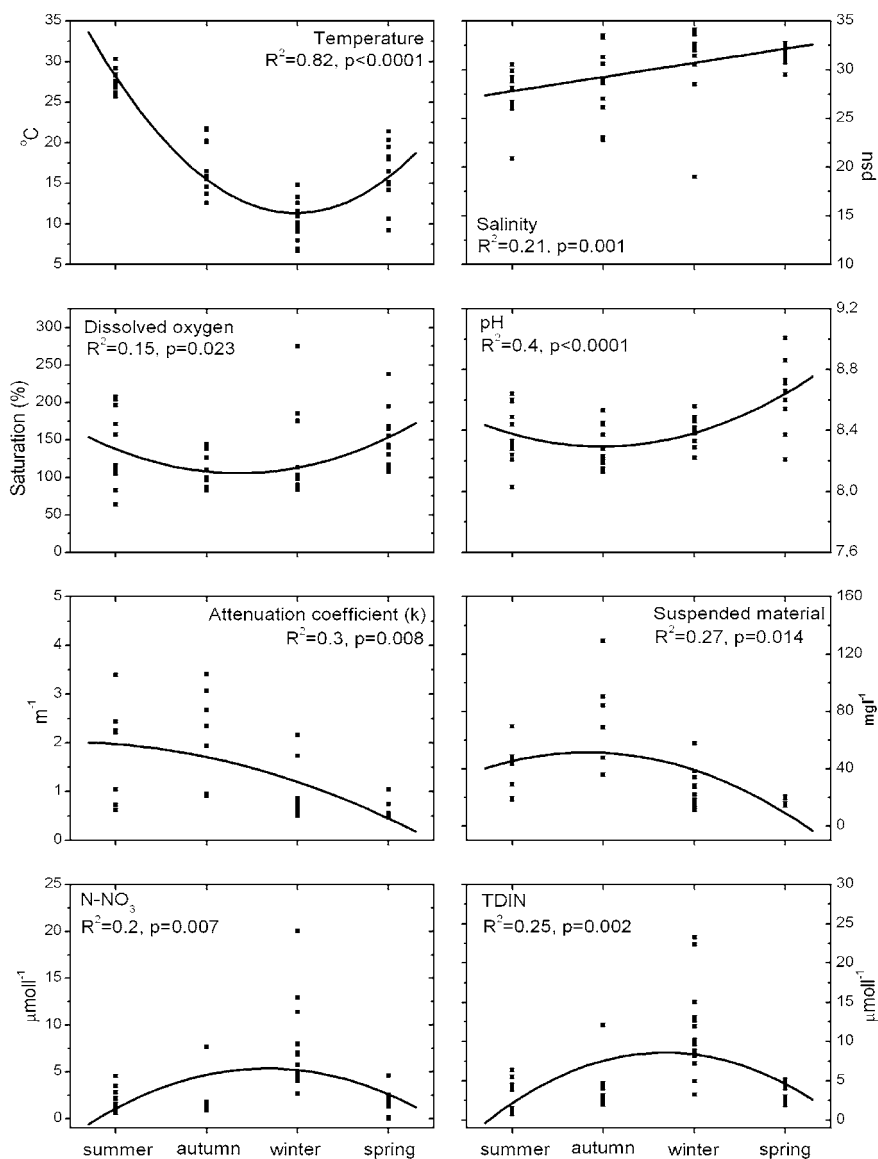 Temperature
R²=0.82, p<0.0001
35
30
25
20
15
10
5
°C
35
30
25
20
15
10
psu
Salinity
R²=0.21, p=0.001
Dissolved oxygen
R²=0.15, p=0.023
300
250
200
150
100
50
0
Saturation (%)
pH
R²=0.4, p<0.0001
9,2
8,8
8,4
8,0
7,6
Attenuation coefficient (k)
R²=0.3, p=0.008
5
4
3
2
1
0
m⁻¹
Suspended material
R²=0.27, p=0.014
160
120
80
40
0
mgl⁻¹
N-NO₃
R²=0.2, p=0.007
25
20
15
10
5
0
μmoll⁻¹
TDIN
R²=0.25, p=0.002
30
25
20
15
10
5
0
μmoll⁻¹
summer autumn winter spring
summer autumn winter spring